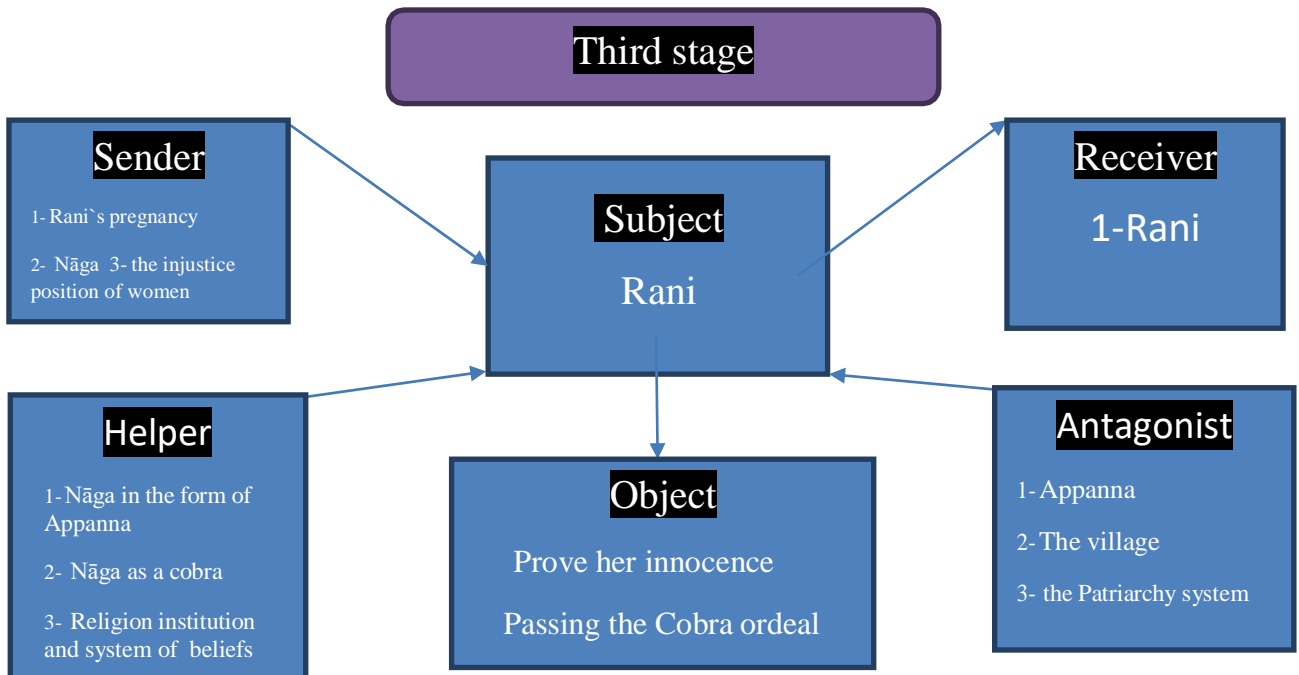 Third stage
Sender
1- Rani`s pregnancy
2- Nāga 3- the injustice
position of women
Subject
Rani
Receiver
1-Rani
Helper
1- Nāga in the form of
Appanna
2- Nāga as a cobra
3- Religion institution
and system of beliefs
Object
Prove her innocence
Passing the Cobra ordeal
Antagonist
1- Appanna
2- The village
3- the Patriarchy system